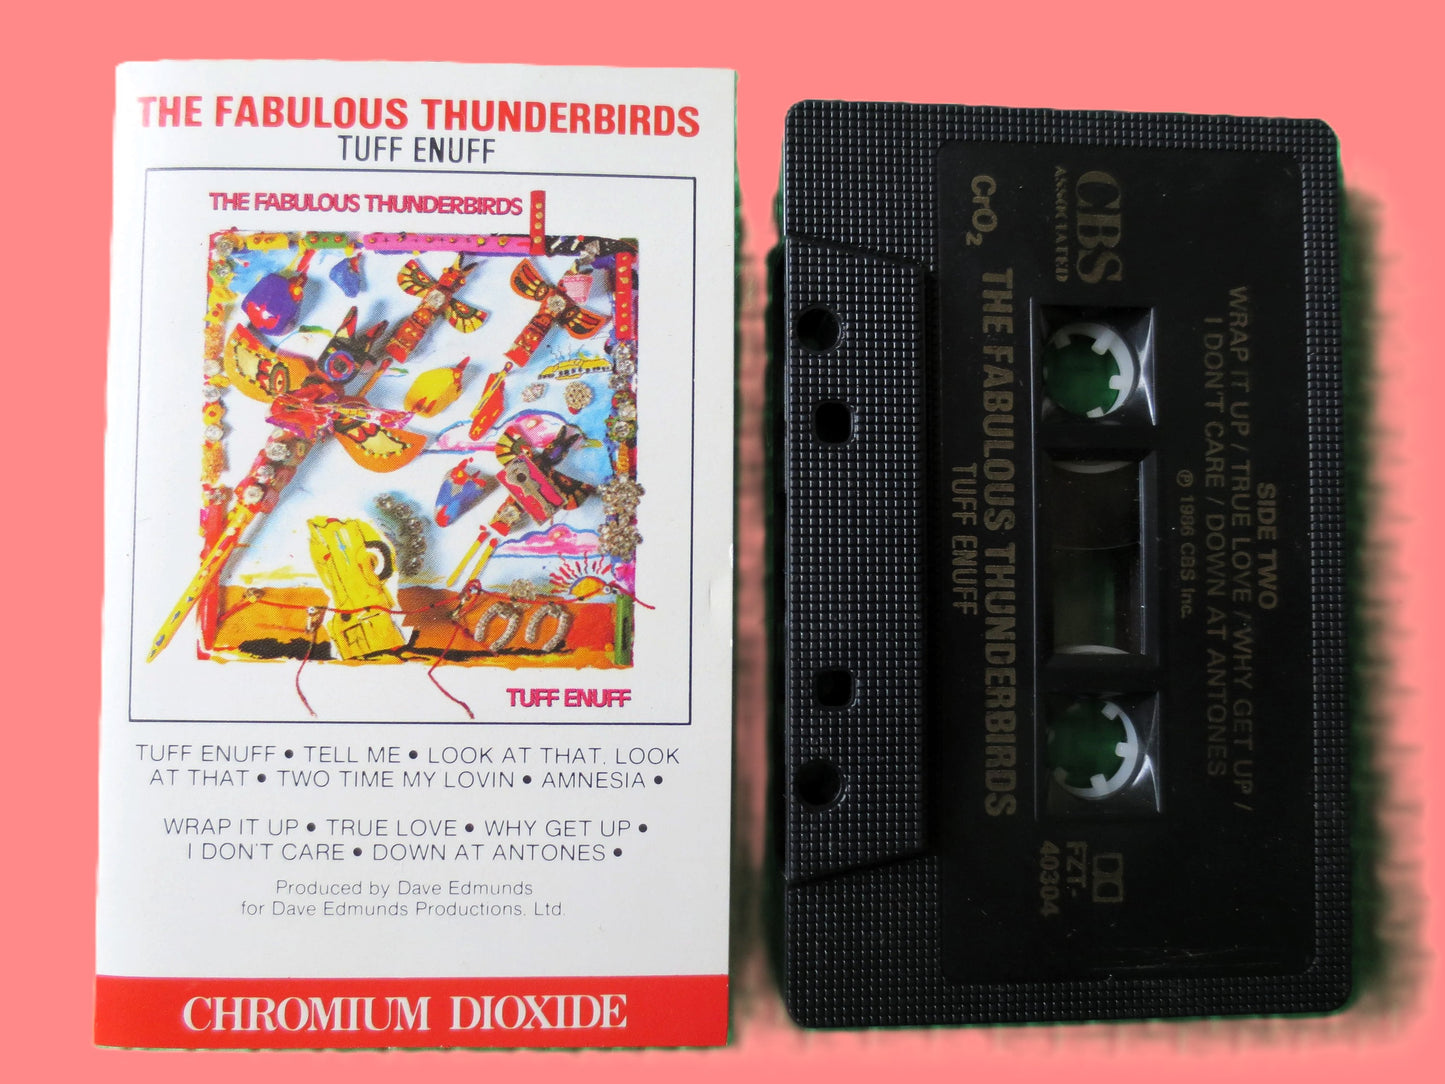 THE FABULOUS THUNDERBIRDS
TUFF ENUFF
THE FABULOUS THUNDERBIRDS
TUFF ENUFF
TUFF ENUFF • TELL ME • LOOK AT THAT, LOOK
AT THAT • TWO TIME MY LOVIN • AMNESIA •
WRAP IT UP • TRUE LOVE • WHY GET UP •
I DON'T CARE • DOWN AT ANTONES •
Produced by Dave Edmunds
for Dave Edmunds Productions, Ltd.
CHROMIUM DIOXIDE
CBS
ASSOCIATED
CrO₂
SIDE TWO
WRAP IT UP / TRUE LOVE / WHY GET UP /
I DON'T CARE / DOWN AT ANTONES
℗ 1986 CBS Inc.
THE FABULOUS THUNDERBIRDS
TUFF ENUFF
FZT-
40304